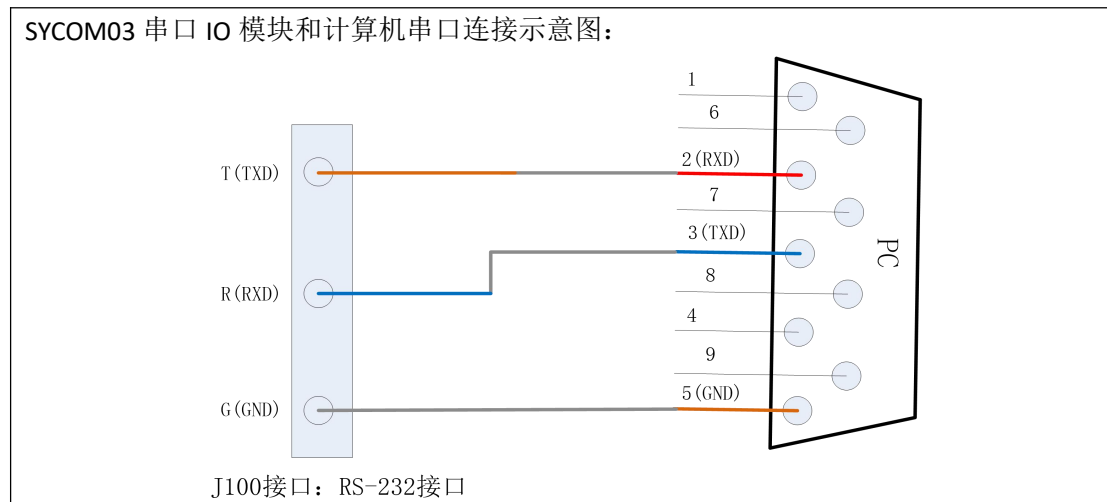 SYCOM03 串口 IO 模块和计算机串口连接示意图：
1
6
T(TXD)
2(RXD)
7
3(TXD)
PC
8
R(RXD)
4
9
5(GND)
G(GND)
J100接口：RS-232接口